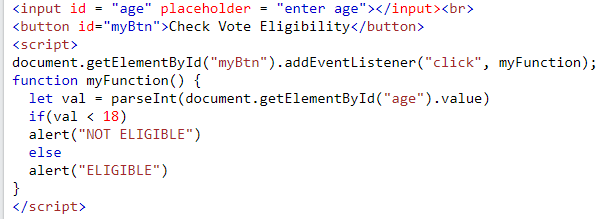 <input id = "age" placeholder = "enter age"></input><br>
<button id="myBtn">Check Vote Eligibility</button>
<script>
document.getElementById("myBtn").addEventListener("click", myFunction);
function myFunction() {
  let val = parseInt(document.getElementById("age").value)
  if(val < 18)
  alert("NOT ELIGIBLE")
  else
  alert("ELIGIBLE")
}
</script>